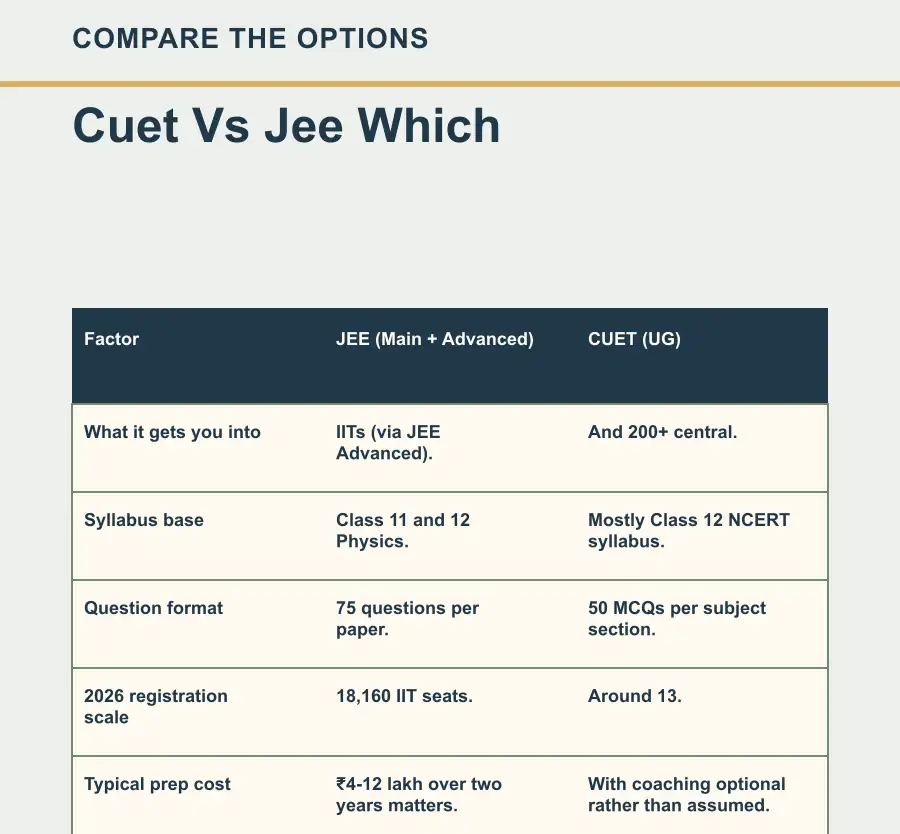 COMPARE THE OPTIONS
Cuet Vs Jee Which
Factor JEE (Main + Advanced) CUET (UG)
What it gets you into IITs (via JEE And 200+ central.
Advanced).
Syllabus base Class 11 and 12 Mostly Class 12 NCERT
Physics. syllabus.
Question format 75 questions per 50 MCQs per subject
paper. section.
2026 registration 18,160 IIT seats. Around 13.
scale
Typical prep cost ₹4-12 lakh over two With coaching optional
years matters. rather than assumed.